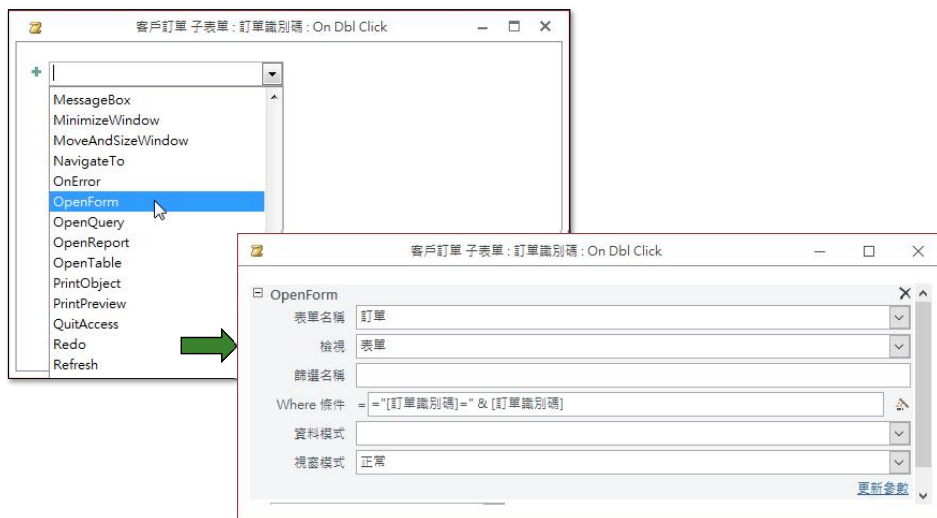 客戶訂單 子表單 : 訂單識別碼 : On Dbl Click
MessageBox
MinimizeWindow
MoveAndSizeWindow
NavigateTo
OnError
OpenForm
OpenQuery
OpenReport
OpenTable
PrintObject
PrintPreview
QuitAccess
Redo
Refresh
客戶訂單 子表單 : 訂單識別碼 : On Dbl Click
OpenForm
表單名稱 訂單
檢視 表單
篩選名稱
Where 條件 = ="[訂單識別碼]=" & [訂單識別碼]
資料模式
視窗模式 正常
更新參數